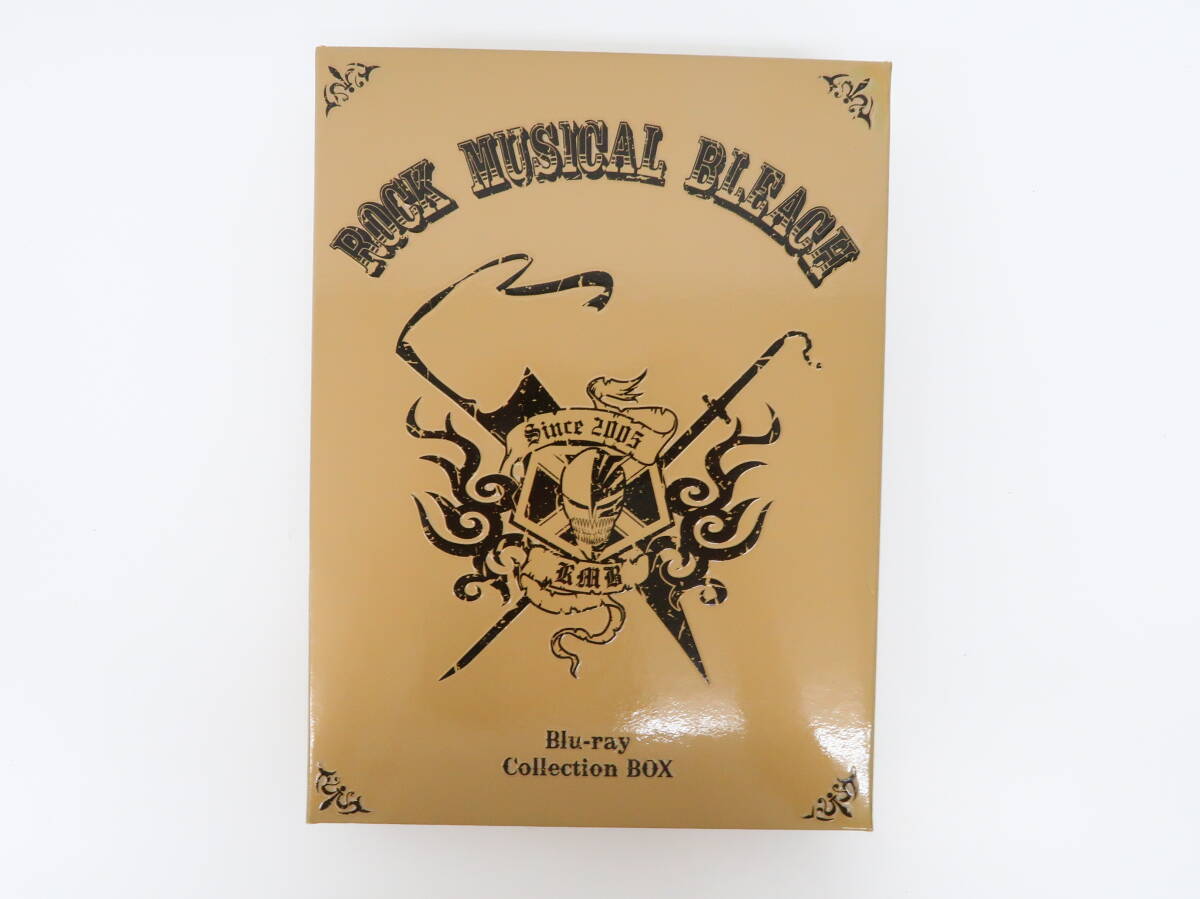 ROCK MUSICAL BLEACH
Since 2005
RMB
Blu-ray
Collection BOX